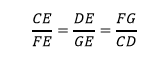 CE/FE = DE/GE = FG/CD